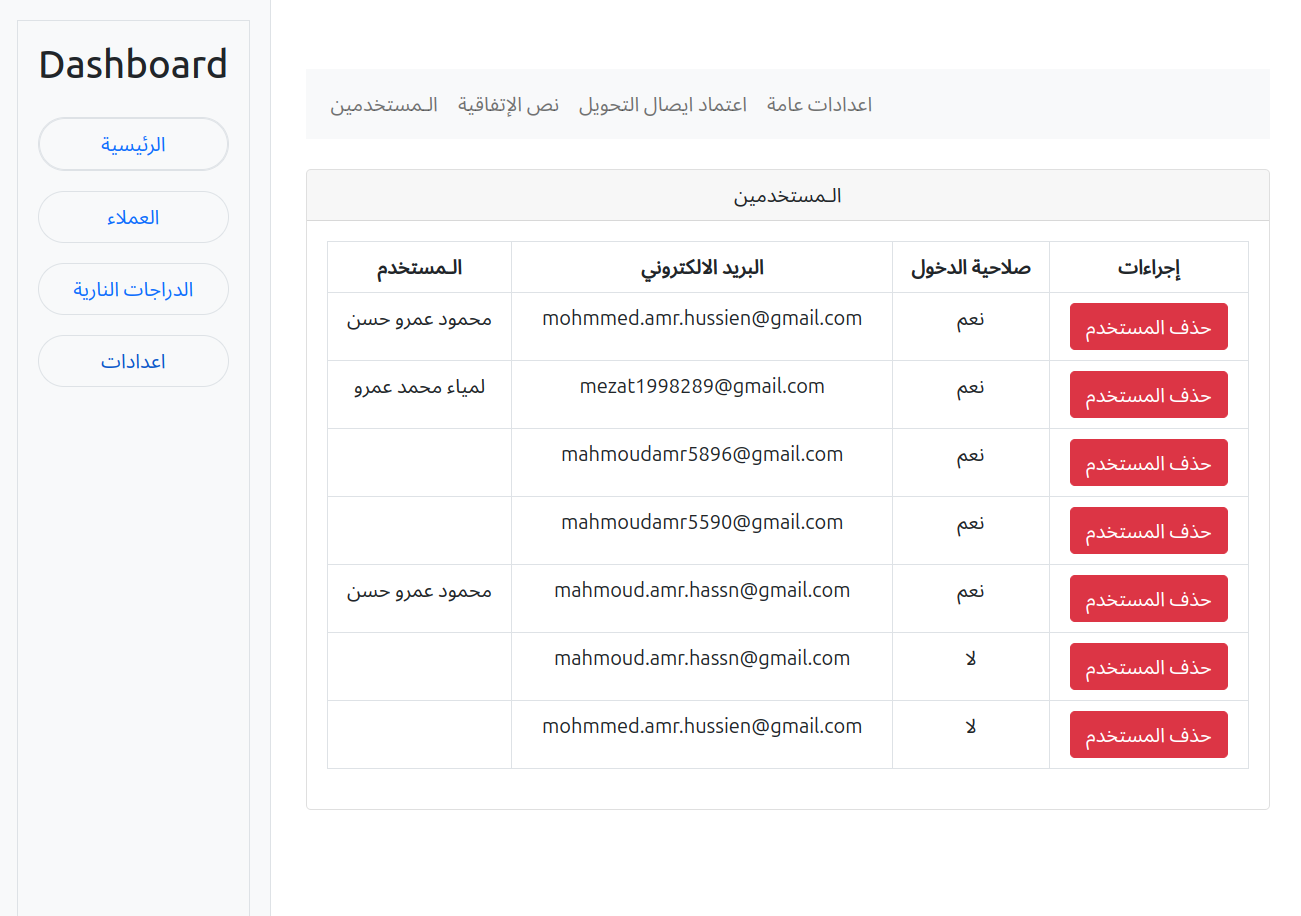 Dashboard
الرئيسية
العملاء
الدراجات النارية
اعدادات
الـمستخدمين نص الإتفاقية اعتماد ايصال التحويل اعدادات عامة
الـمستخدمين
الـمستخدم البريد الالكتروني صلاحية الدخول إجراءات
محمود عمرو حسن mohmmed.amr.hussien@gmail.com نعم حذف المستخدم
لمياء محمد عمرو mezat1998289@gmail.com نعم حذف المستخدم
mahmoudamr5896@gmail.com نعم حذف المستخدم
mahmoudamr5590@gmail.com نعم حذف المستخدم
محمود عمرو حسن mahmoud.amr.hassn@gmail.com نعم حذف المستخدم
mahmoud.amr.hassn@gmail.com لا حذف المستخدم
mohmmed.amr.hussien@gmail.com لا حذف المستخدم